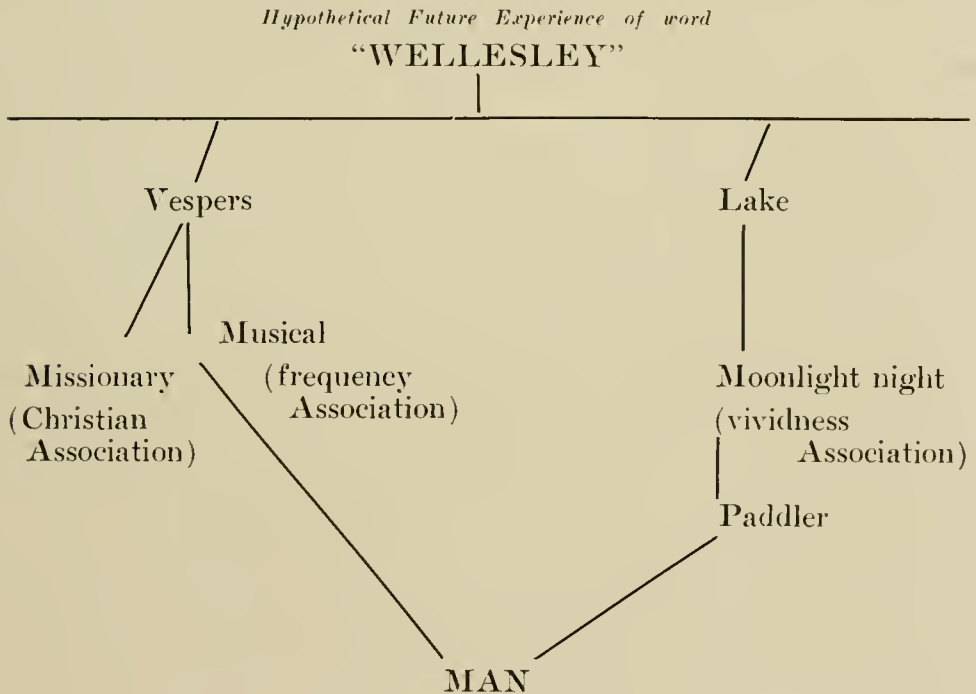 Hypothetical Future Experience of word
"WELLESLEY"
Vespers
Lake
Musical
(frequency
Association)
Missionary
(Christian
Association)
Moonlight night
(vividness
Association)
Paddler
MAN